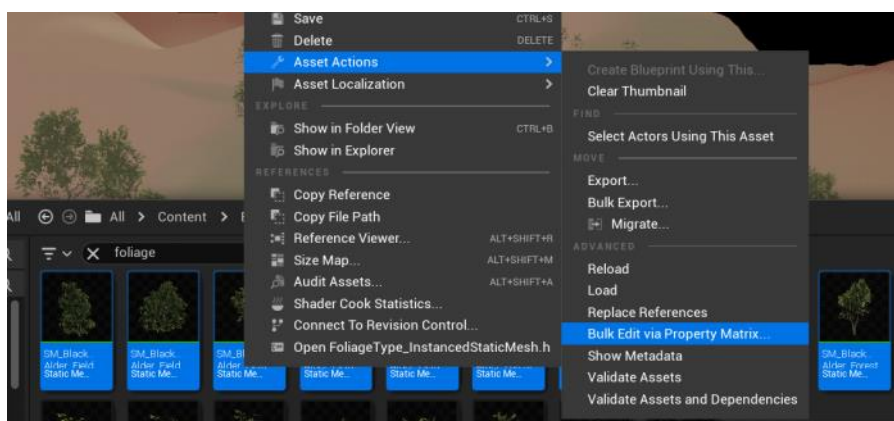 Save CTRL+S
Delete DELETE
Asset Actions
Asset Localization
EXPLORE
Show in Folder View CTRL+B
Show in Explorer
REFERENCES
Copy Reference
Copy File Path
Reference Viewer... ALT+SHIFT+R
Size Map... ALT+SHIFT+M
Audit Assets... ALT+SHIFT+A
Shader Cook Statistics...
Connect To Revision Control...
Open FoliageType_InstancedStaticMesh.h
Create Blueprint Using This...
Clear Thumbnail
FIND
Select Actors Using This Asset
MOVE
Export...
Bulk Export...
Migrate...
ADVANCED
Reload
Load
Replace References
Bulk Edit via Property Matrix...
Show Metadata
Validate Assets
Validate Assets and Dependencies
All
All > Content >
foliage
SM_Black..
Alder_Field
Static Me...
SM_Black..
Alder_Field
Static Me...
SM_Bl
Alder
Static Me...
Static Me...
Static Me...
Static Me...
SM_Black..
Alder_Forest
Static Me...